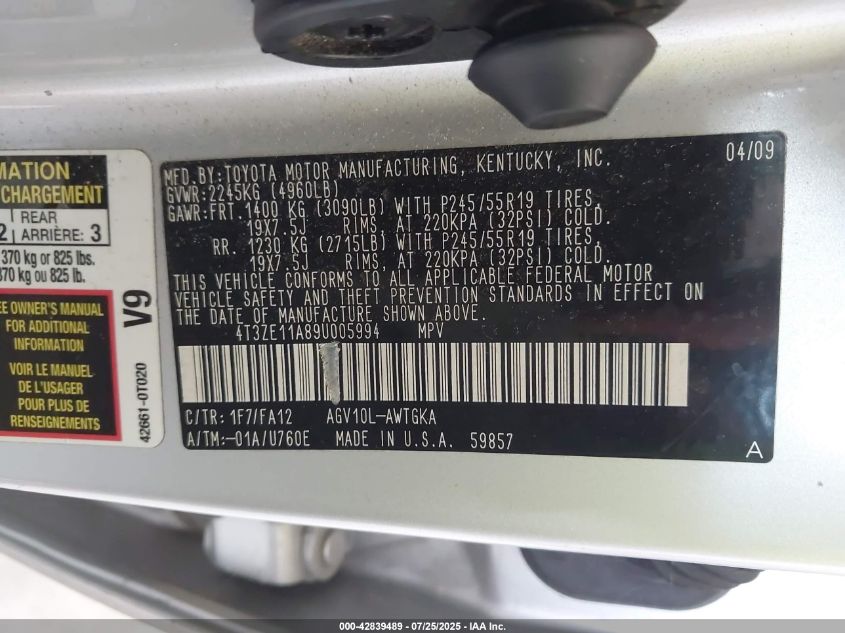 MATION
CHARGEMENT
REAR
2 ARRIÈRE: 3
370 kg or 825 lbs.
370 kg ou 825 lb.
EE OWNER'S MANUAL
FOR ADDITIONAL
INFORMATION
VOIR LE MANUEL
DE L'USAGER
POUR PLUS DE
RENSEIGNEMENTS
V9
42661-0T020
MFD.BY:TOYOTA MOTOR MANUFACTURING, KENTUCKY, INC. 04/09
GVWR:2245KG (4960LB)
GAWR:FRT. 1400 KG (3090LB) WITH P245/55R19 TIRES,
19X7.5J RIMS, AT 220KPA (32PSI) COLD.
RR. 1230 KG (2715LB) WITH P245/55R19 TIRES,
19X7.5J RIMS, AT 220KPA (32PSI) COLD.
THIS VEHICLE CONFORMS TO ALL APPLICABLE FEDERAL MOTOR
VEHICLE SAFETY AND THEFT PREVENTION STANDARDS IN EFFECT ON
THE DATE OF MANUFACTURE SHOWN ABOVE.
4T3ZE11A89U005994 MPV
C/TR: 1F7/FA12 AGV10L-AWTGKA
A/TM:-01A/U760E MADE IN U.S.A. 59857
A
000-42839489 - 07/25/2025 - IAA Inc.